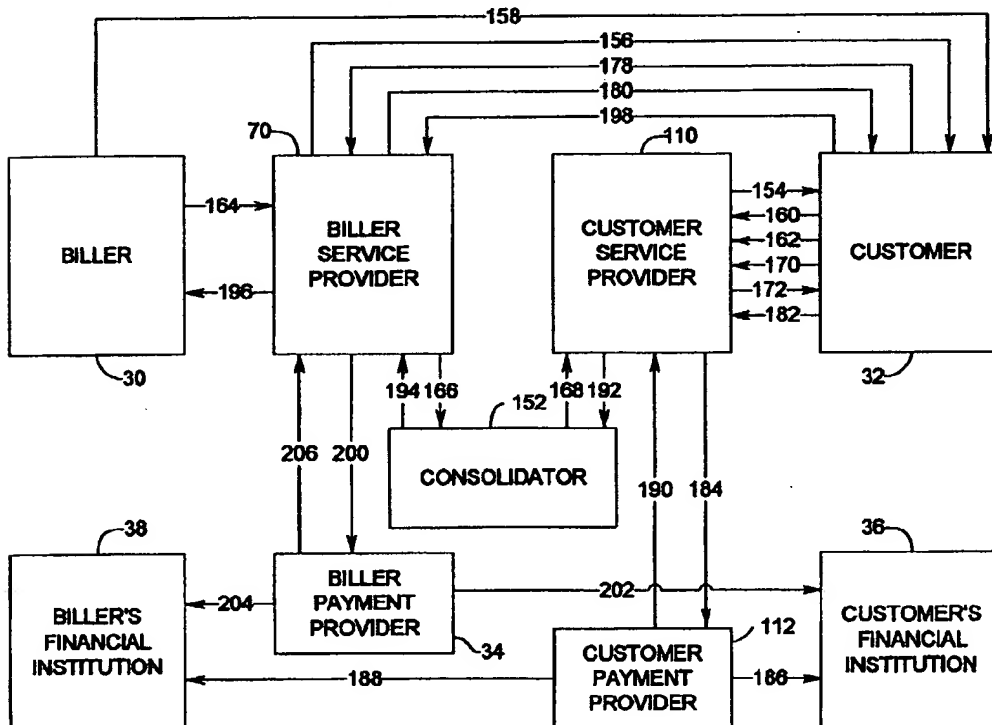 158
156
178
180
198
70
110
BILLER
164
196
BILLER
SERVICE
PROVIDER
CUSTOMER
SERVICE
PROVIDER
154
160
162
170
172
182
CUSTOMER
30
32
194
166
152
168
192
206
200
CONSOLIDATOR
190
184
38
36
BILLER'S
FINANCIAL
INSTITUTION
204
BILLER
PAYMENT
PROVIDER
34
202
112
CUSTOMER'S
FINANCIAL
INSTITUTION
188
CUSTOMER
PAYMENT
PROVIDER
186